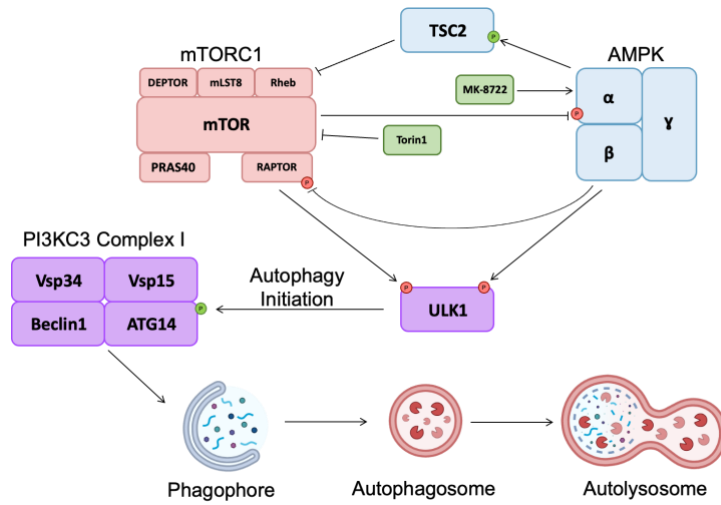 TSC2
P
mTORC1
AMPK
DEPTOR
mLST8
Rheb
MK-8722
α
P
mTOR
Torin1
γ
β
PRAS40
RAPTOR
P
PI3KC3 Complex I
Vsp34
Vsp15
Autophagy
Initiation
P
P
P
Beclin1
ATG14
ULK1
Phagophore
Autophagosome
Autolysosome